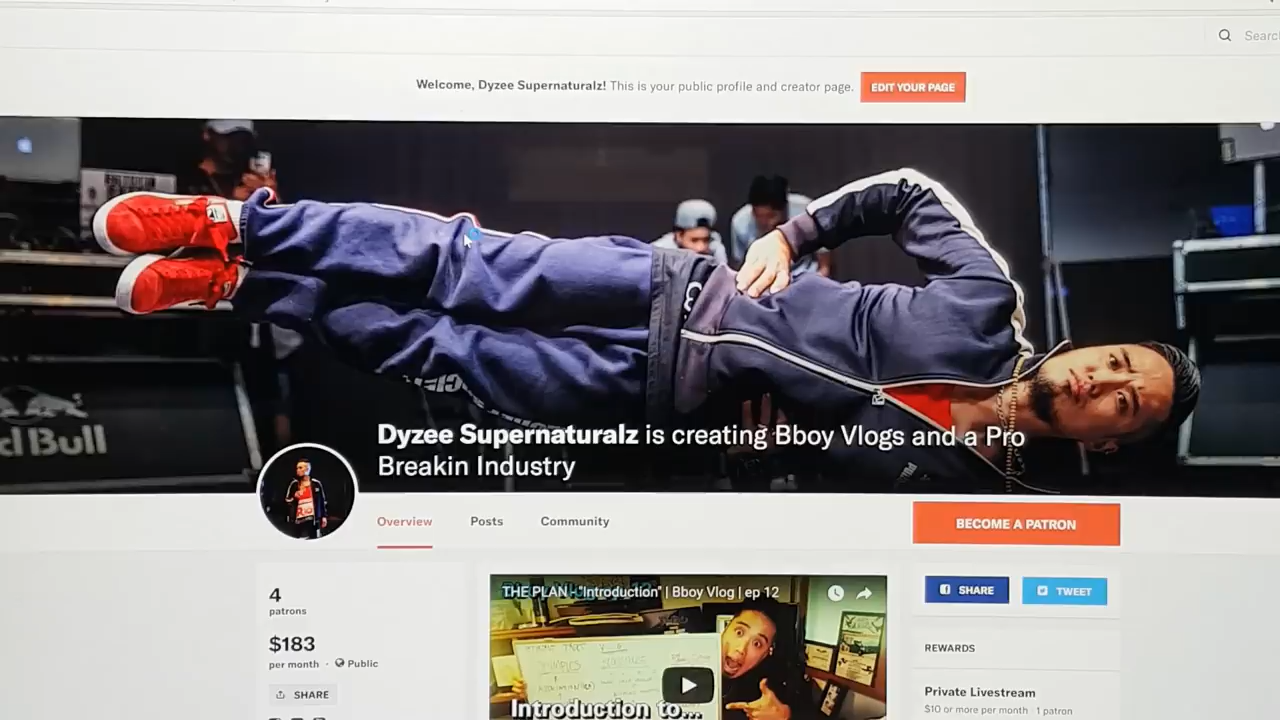 Search
Welcome, Dyzee Supernaturalz! This is your public profile and creator page.
EDIT YOUR PAGE
d Bull
Dyzee Supernaturalz is creating Bboy Vlogs and a Pro
Breakin Industry
Overview
Posts
Community
BECOME A PATRON
4
patrons
$183
per month · Public
SHARE
THE PLAN - "Introduction" | Bboy Vlog | ep 12
Introduction to...
SHARE
TWEET
REWARDS
Private Livestream
$10 or more per month · 1 patron